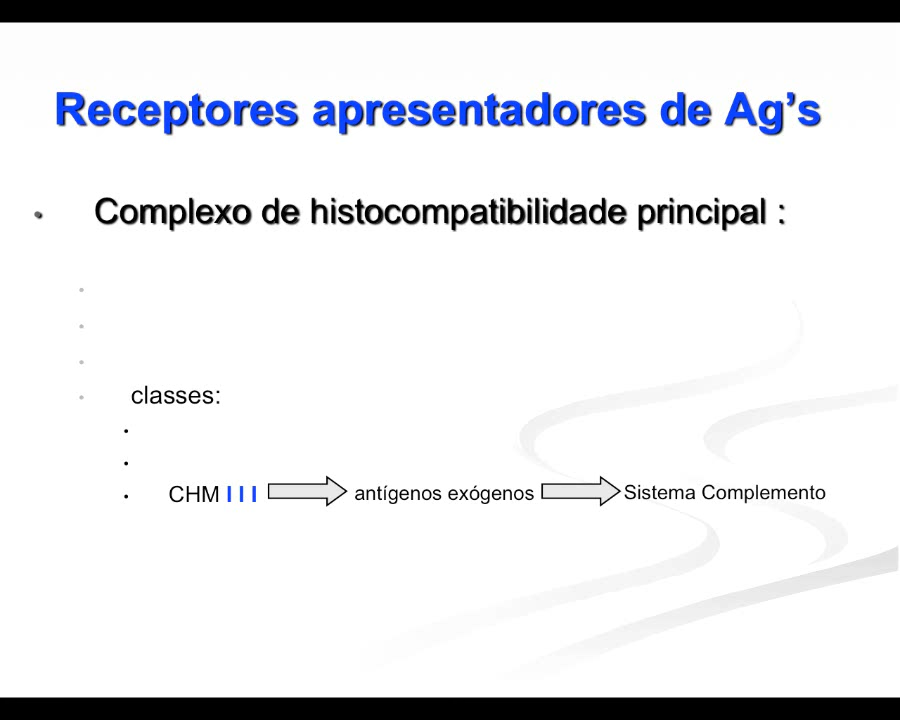 Receptores apresentadores de Ag’s
Complexo de histocompatibilidade principal :
classes:
CHM I I I antígenos exógenos Sistema Complemento